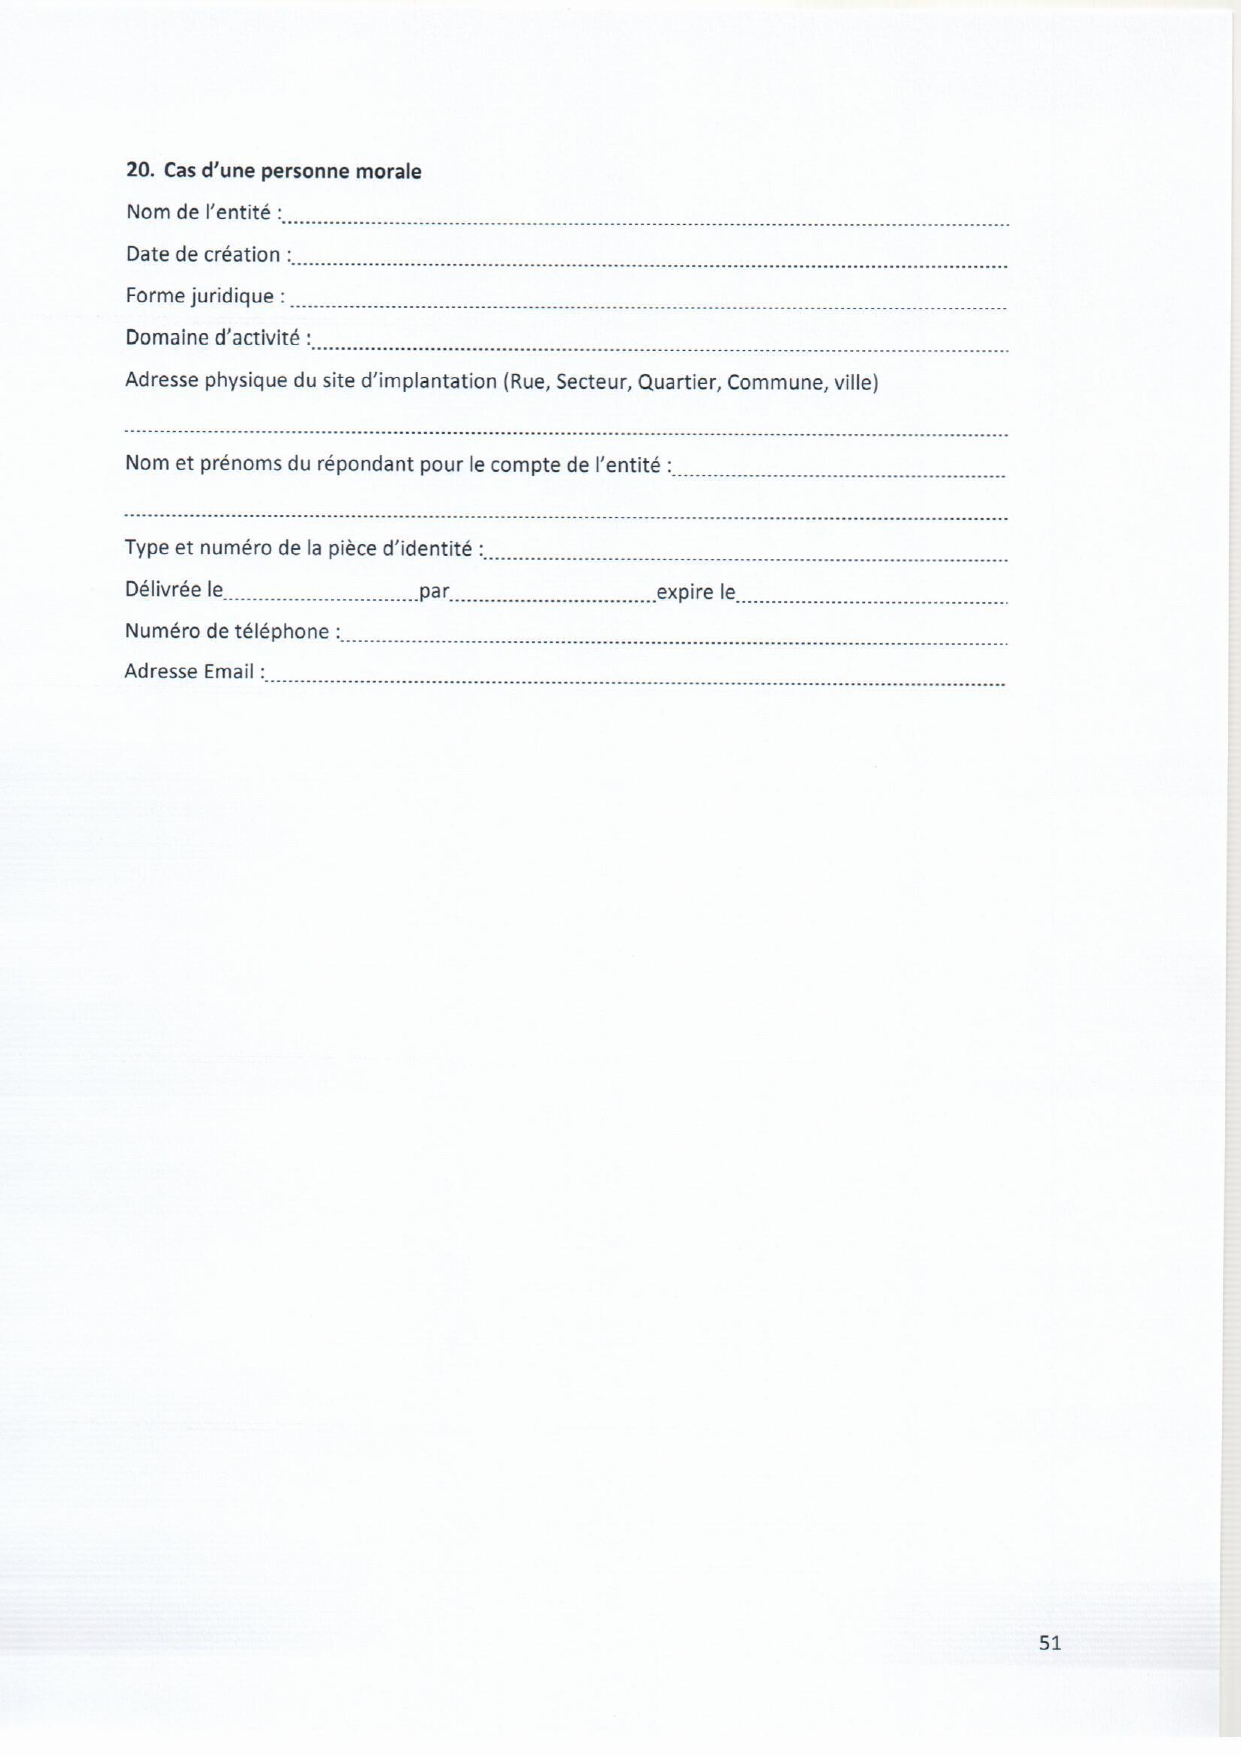 20. Cas d'une personne morale
Nom de l'entité :
Date de création :
Forme juridique :
Domaine d'activité :
Adresse physique du site d'implantation (Rue, Secteur, Quartier, Commune, ville)
Nom et prénoms du répondant pour le compte de l'entité :
Type et numéro de la pièce d'identité :
Délivrée le par expire le
Numéro de téléphone :
Adresse Email :
51